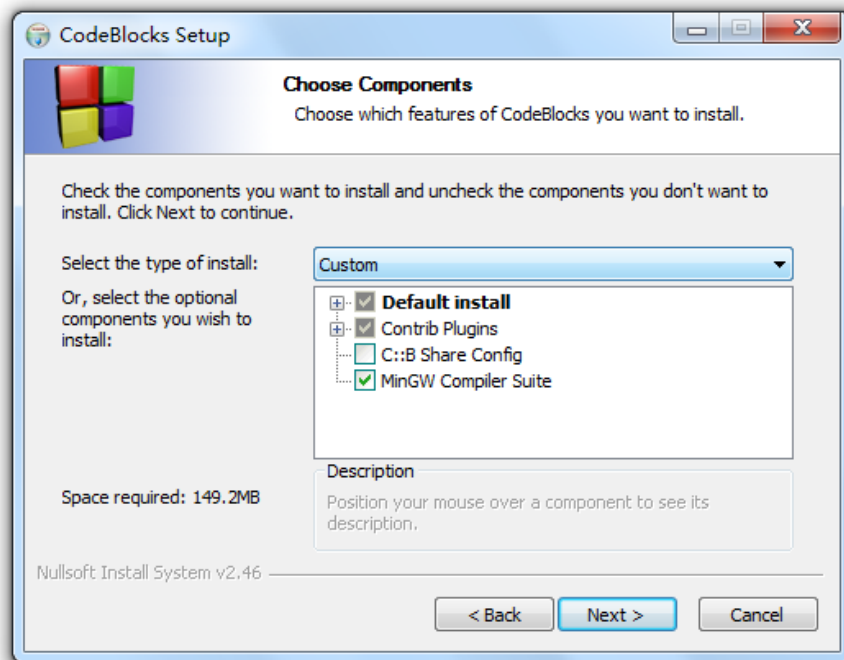 CodeBlocks Setup
Choose Components
Choose which features of CodeBlocks you want to install.
Check the components you want to install and uncheck the components you don't want to
install. Click Next to continue.
Select the type of install:
Custom
Or, select the optional
components you wish to
install:
Default install
Contrib Plugins
C::B Share Config
MinGW Compiler Suite
Space required: 149.2MB
Description
Position your mouse over a component to see its
description.
Nullsoft Install System v2.46
< Back
Next >
Cancel